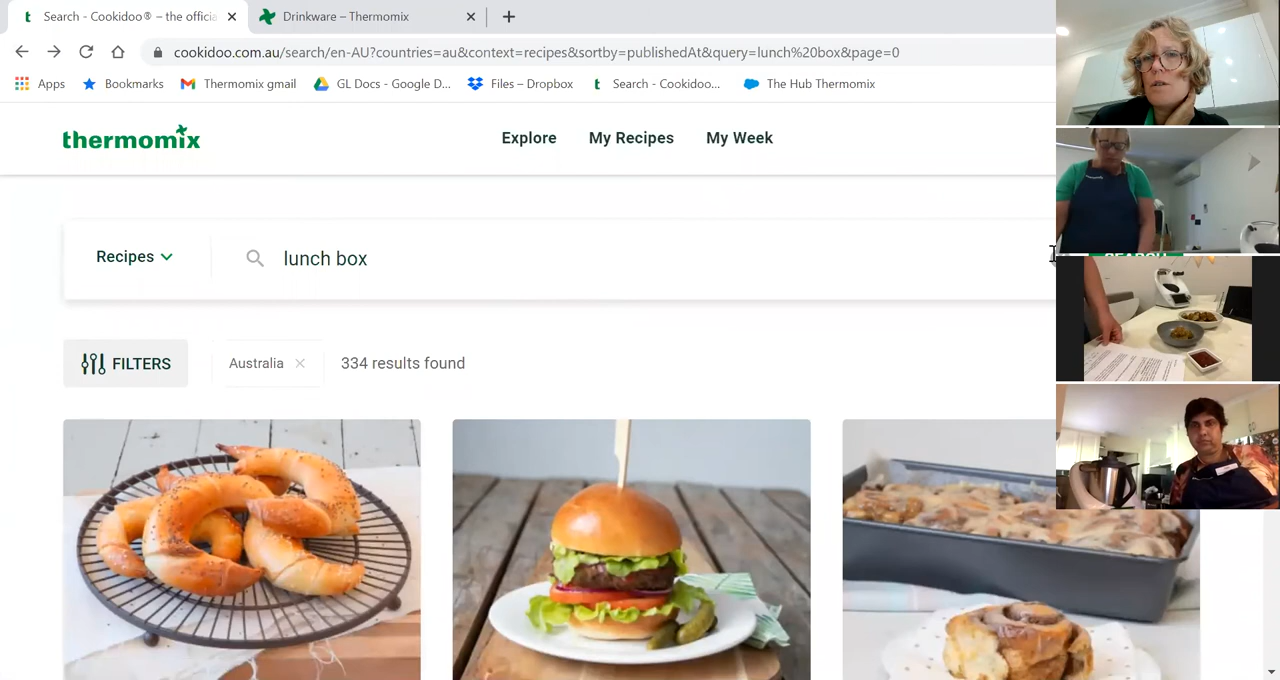 Search - Cookidoo® – the officia
Drinkware – Thermomix
cookidoo.com.au/search/en-AU?countries=au&context=recipes&sortby=publishedAt&query=lunch%20box&page=0
Apps
Bookmarks
Thermomix gmail
GL Docs - Google D...
Files – Dropbox
Search - Cookidoo...
The Hub Thermomix
thermomix
Explore
My Recipes
My Week
Recipes
lunch box
FILTERS
Australia
334 results found